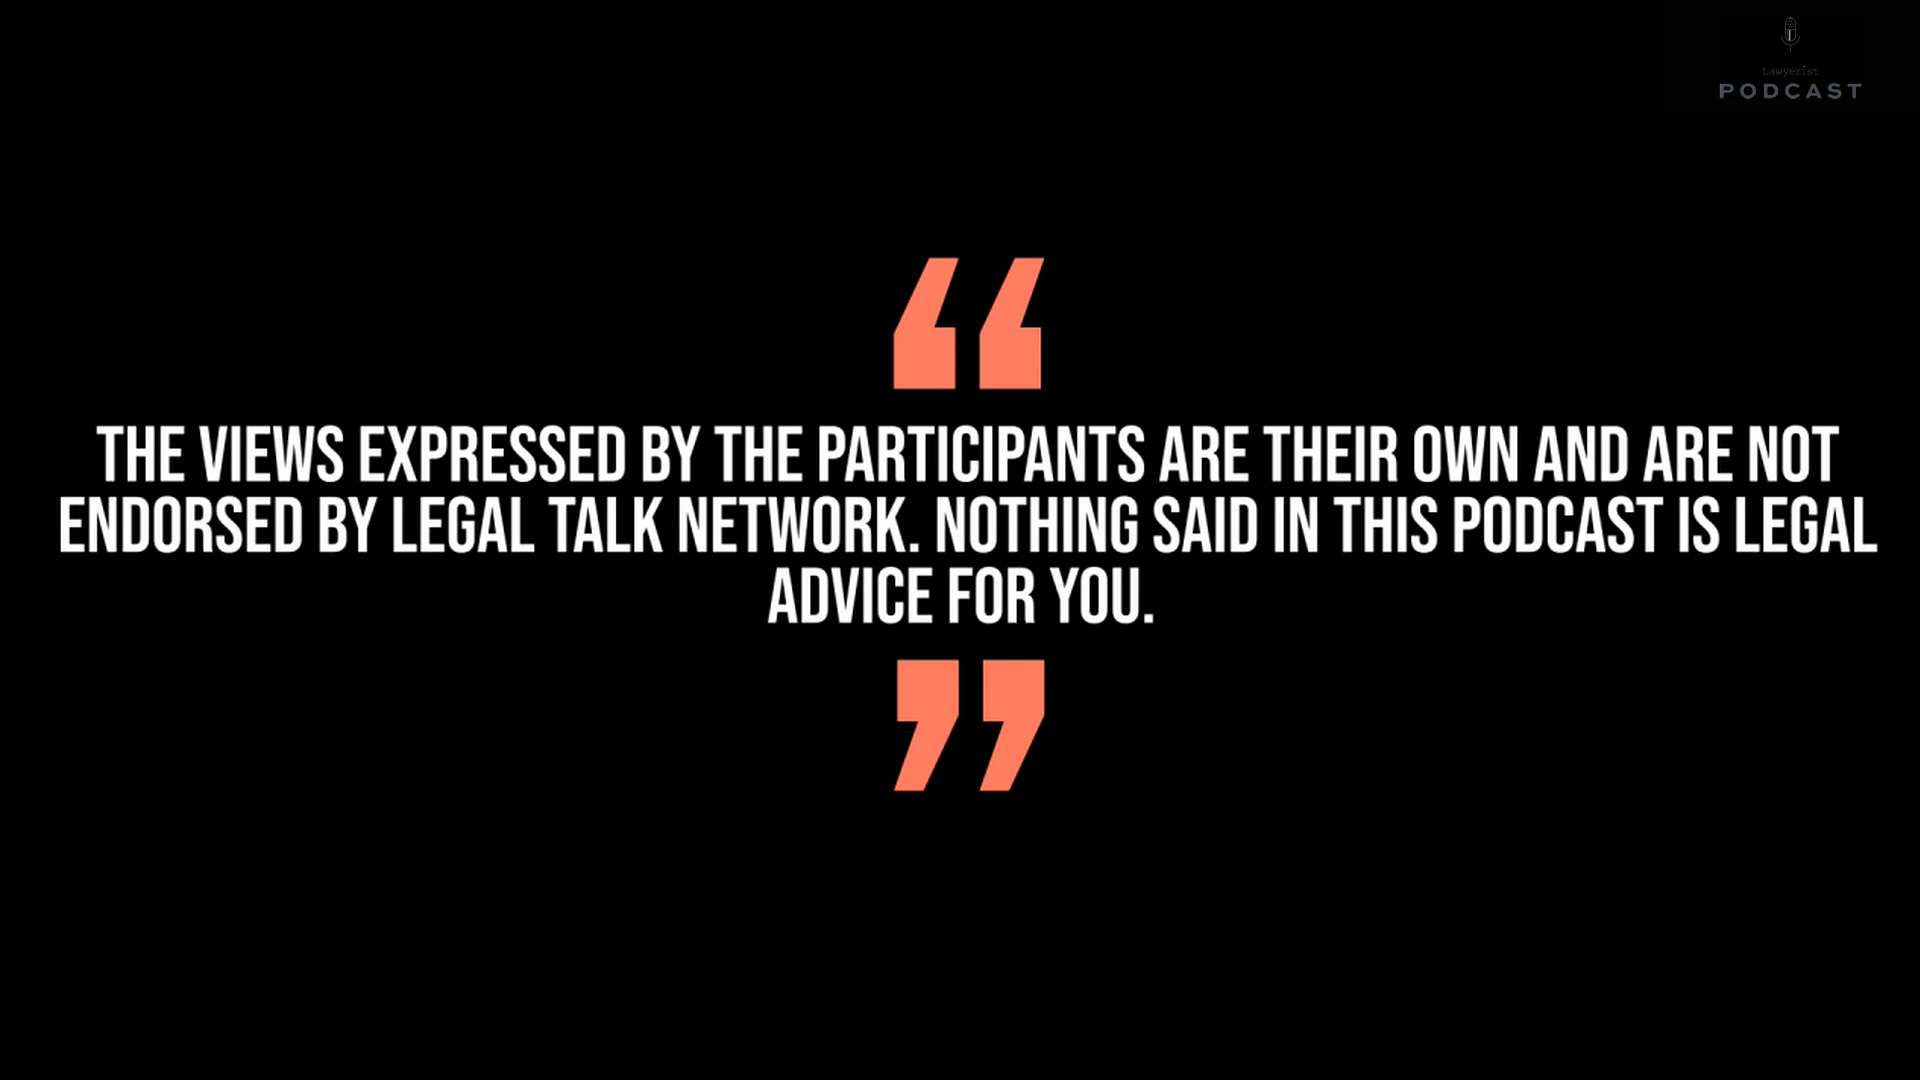 Lawyerist
PODCAST
“
THE VIEWS EXPRESSED BY THE PARTICIPANTS ARE THEIR OWN AND ARE NOT
ENDORSED BY LEGAL TALK NETWORK. NOTHING SAID IN THIS PODCAST IS LEGAL
ADVICE FOR YOU.
”